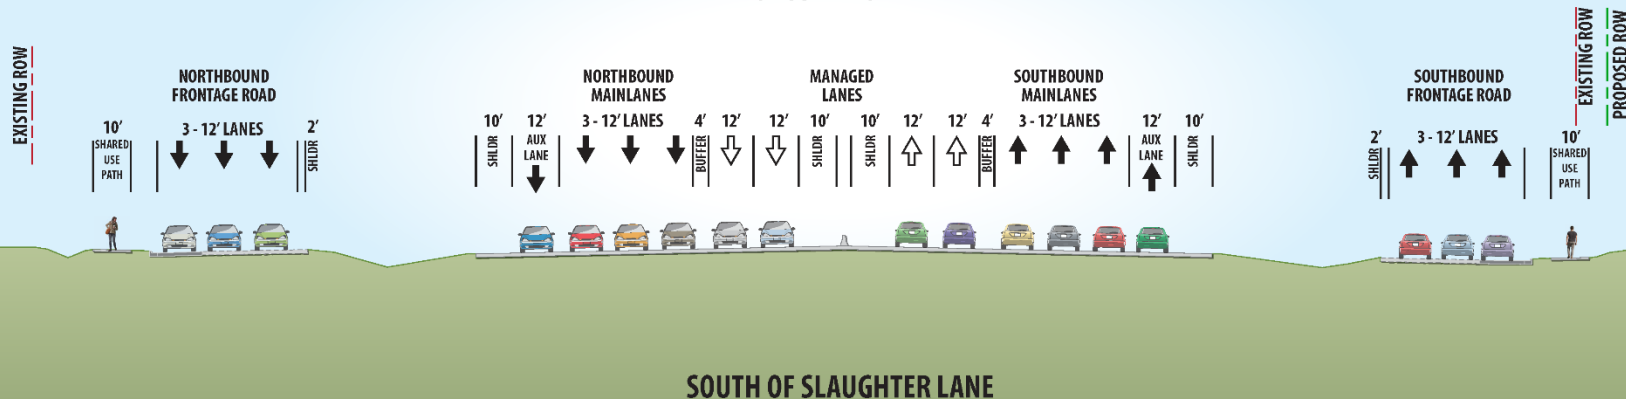 EXISTING ROW
NORTHBOUND
FRONTAGE ROAD
10'
SHARED
USE
PATH
3 - 12' LANES
2'
SHLDR
NORTHBOUND
MAINLANES
10'
SHLDR
12'
AUX
LANE
3 - 12' LANES
4'
BUFFER
MANAGED
LANES
12'
12'
10'
SHLDR
10'
SHLDR
12'
12'
SOUTHBOUND
MAINLANES
4'
BUFFER
3 - 12' LANES
12'
AUX
LANE
10'
SHLDR
SOUTHBOUND
FRONTAGE ROAD
2'
SHLDR
3 - 12' LANES
10'
SHARED
USE
PATH
EXISTING ROW
PROPOSED ROW
SOUTH OF SLAUGHTER LANE